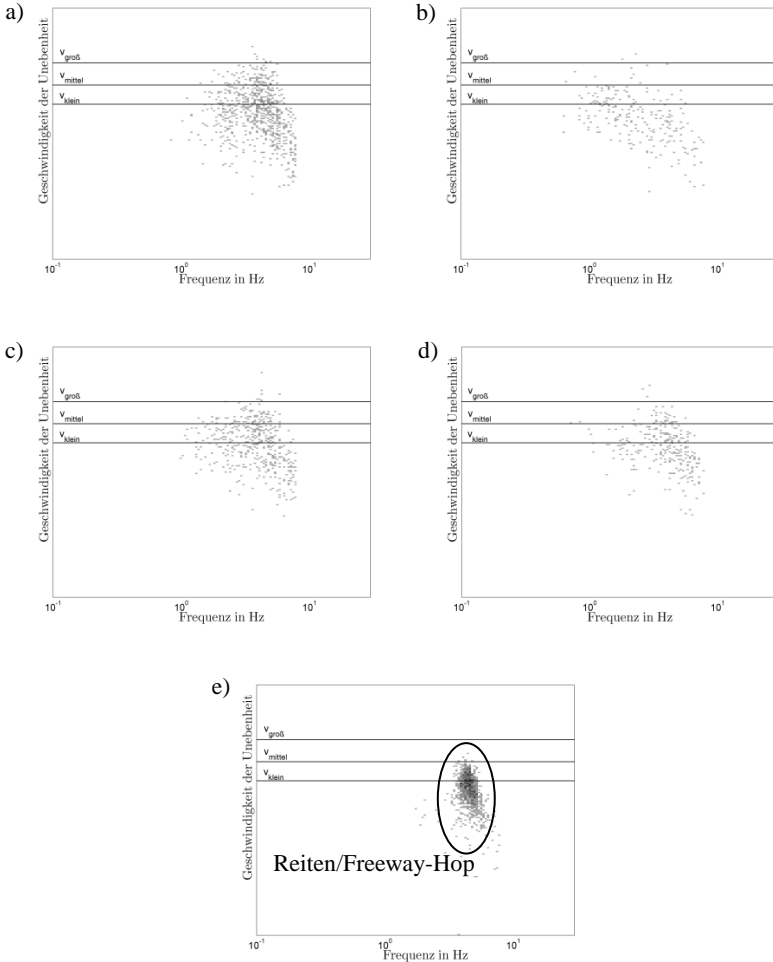 a)
v_groß
v_mittel
v_klein
Geschwindigkeit der Unebenheit
10^-1
10^0
10^1
Frequenz in Hz
b)
v_groß
v_mittel
v_klein
Geschwindigkeit der Unebenheit
10^-1
10^0
10^1
Frequenz in Hz
c)
v_groß
v_mittel
v_klein
Geschwindigkeit der Unebenheit
10^-1
10^0
10^1
Frequenz in Hz
d)
v_groß
v_mittel
v_klein
Geschwindigkeit der Unebenheit
10^-1
10^0
10^1
Frequenz in Hz
e)
v_groß
v_mittel
v_klein
Geschwindigkeit der Unebenheit
Reiten/Freeway-Hop
10^-1
10^0
10^1
Frequenz in Hz